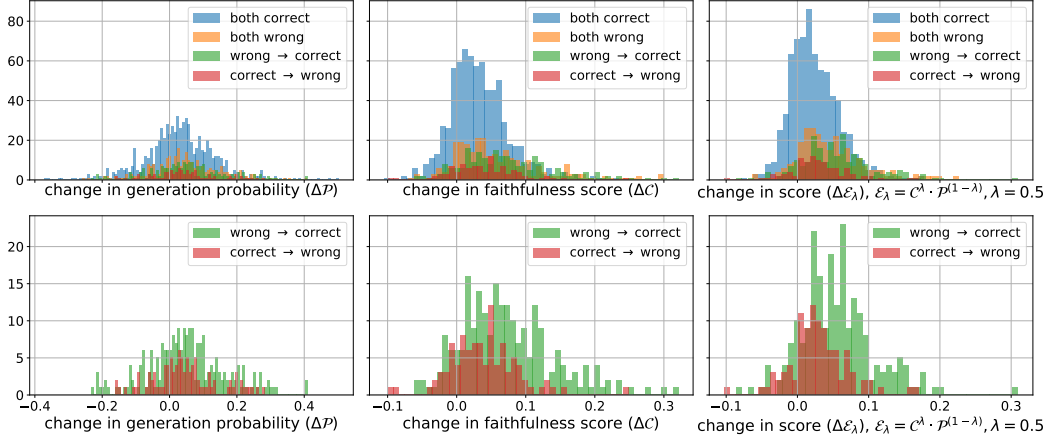 both correct
both wrong
wrong → correct
correct → wrong
both correct
both wrong
wrong → correct
correct → wrong
both correct
both wrong
wrong → correct
correct → wrong
80
60
40
20
0
change in generation probability (Δ𝒫)
change in faithfulness score (Δ𝒞)
change in score (Δℰ_λ), ℰ_λ = 𝒞^λ · 𝒫^(1−λ), λ = 0.5
wrong → correct
correct → wrong
wrong → correct
correct → wrong
wrong → correct
correct → wrong
20
15
10
5
0
−0.4 −0.2 0.0 0.2 0.4
−0.1 0.0 0.1 0.2 0.3
−0.1 0.0 0.1 0.2 0.3
change in generation probability (Δ𝒫)
change in faithfulness score (Δ𝒞)
change in score (Δℰ_λ), ℰ_λ = 𝒞^λ · 𝒫^(1−λ), λ = 0.5